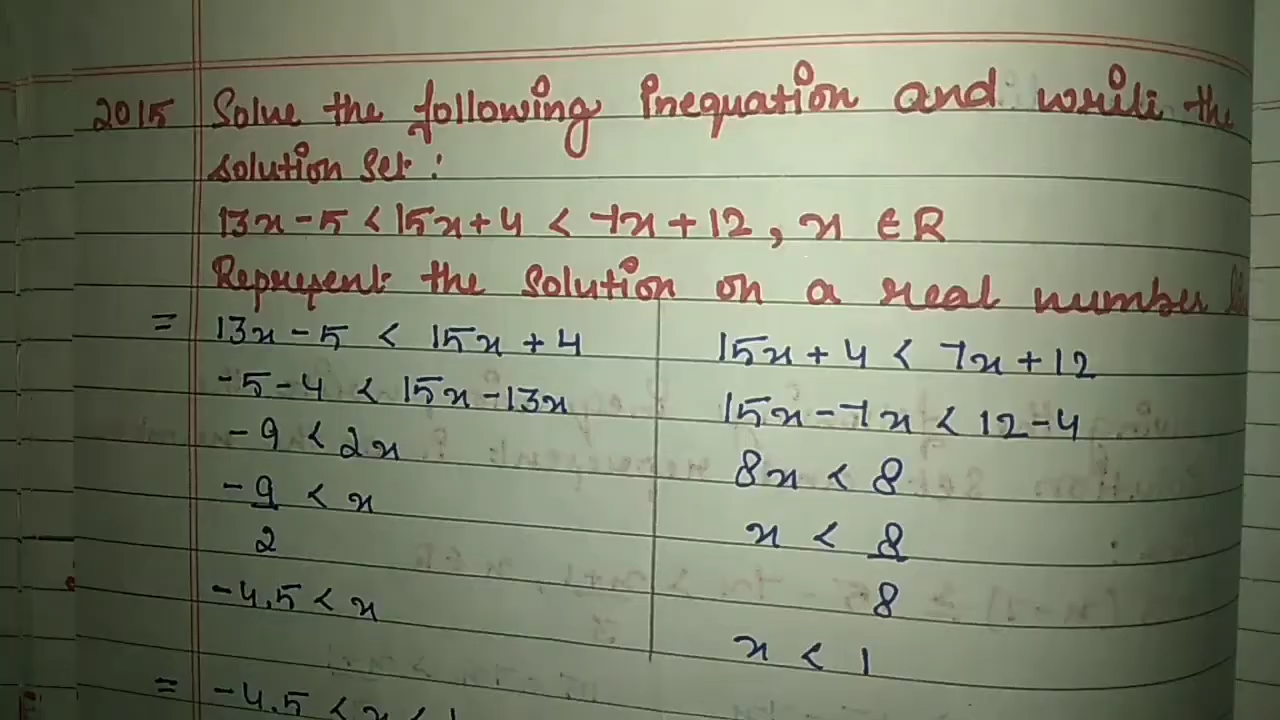 2015 Solve the following Inequation and write the
solution set :
13x - 5 < 15x + 4 < 7x + 12, x ∈ R
Represent the solution on a real number
= 13x - 5 < 15x + 4
-5 - 4 < 15x - 13x
-9 < 2x
-9/2 < x
-4.5 < x
15x + 4 < 7x + 12
15x - 7x < 12 - 4
8x < 8
x < 8/8
x < 1
= -4.5 < x <